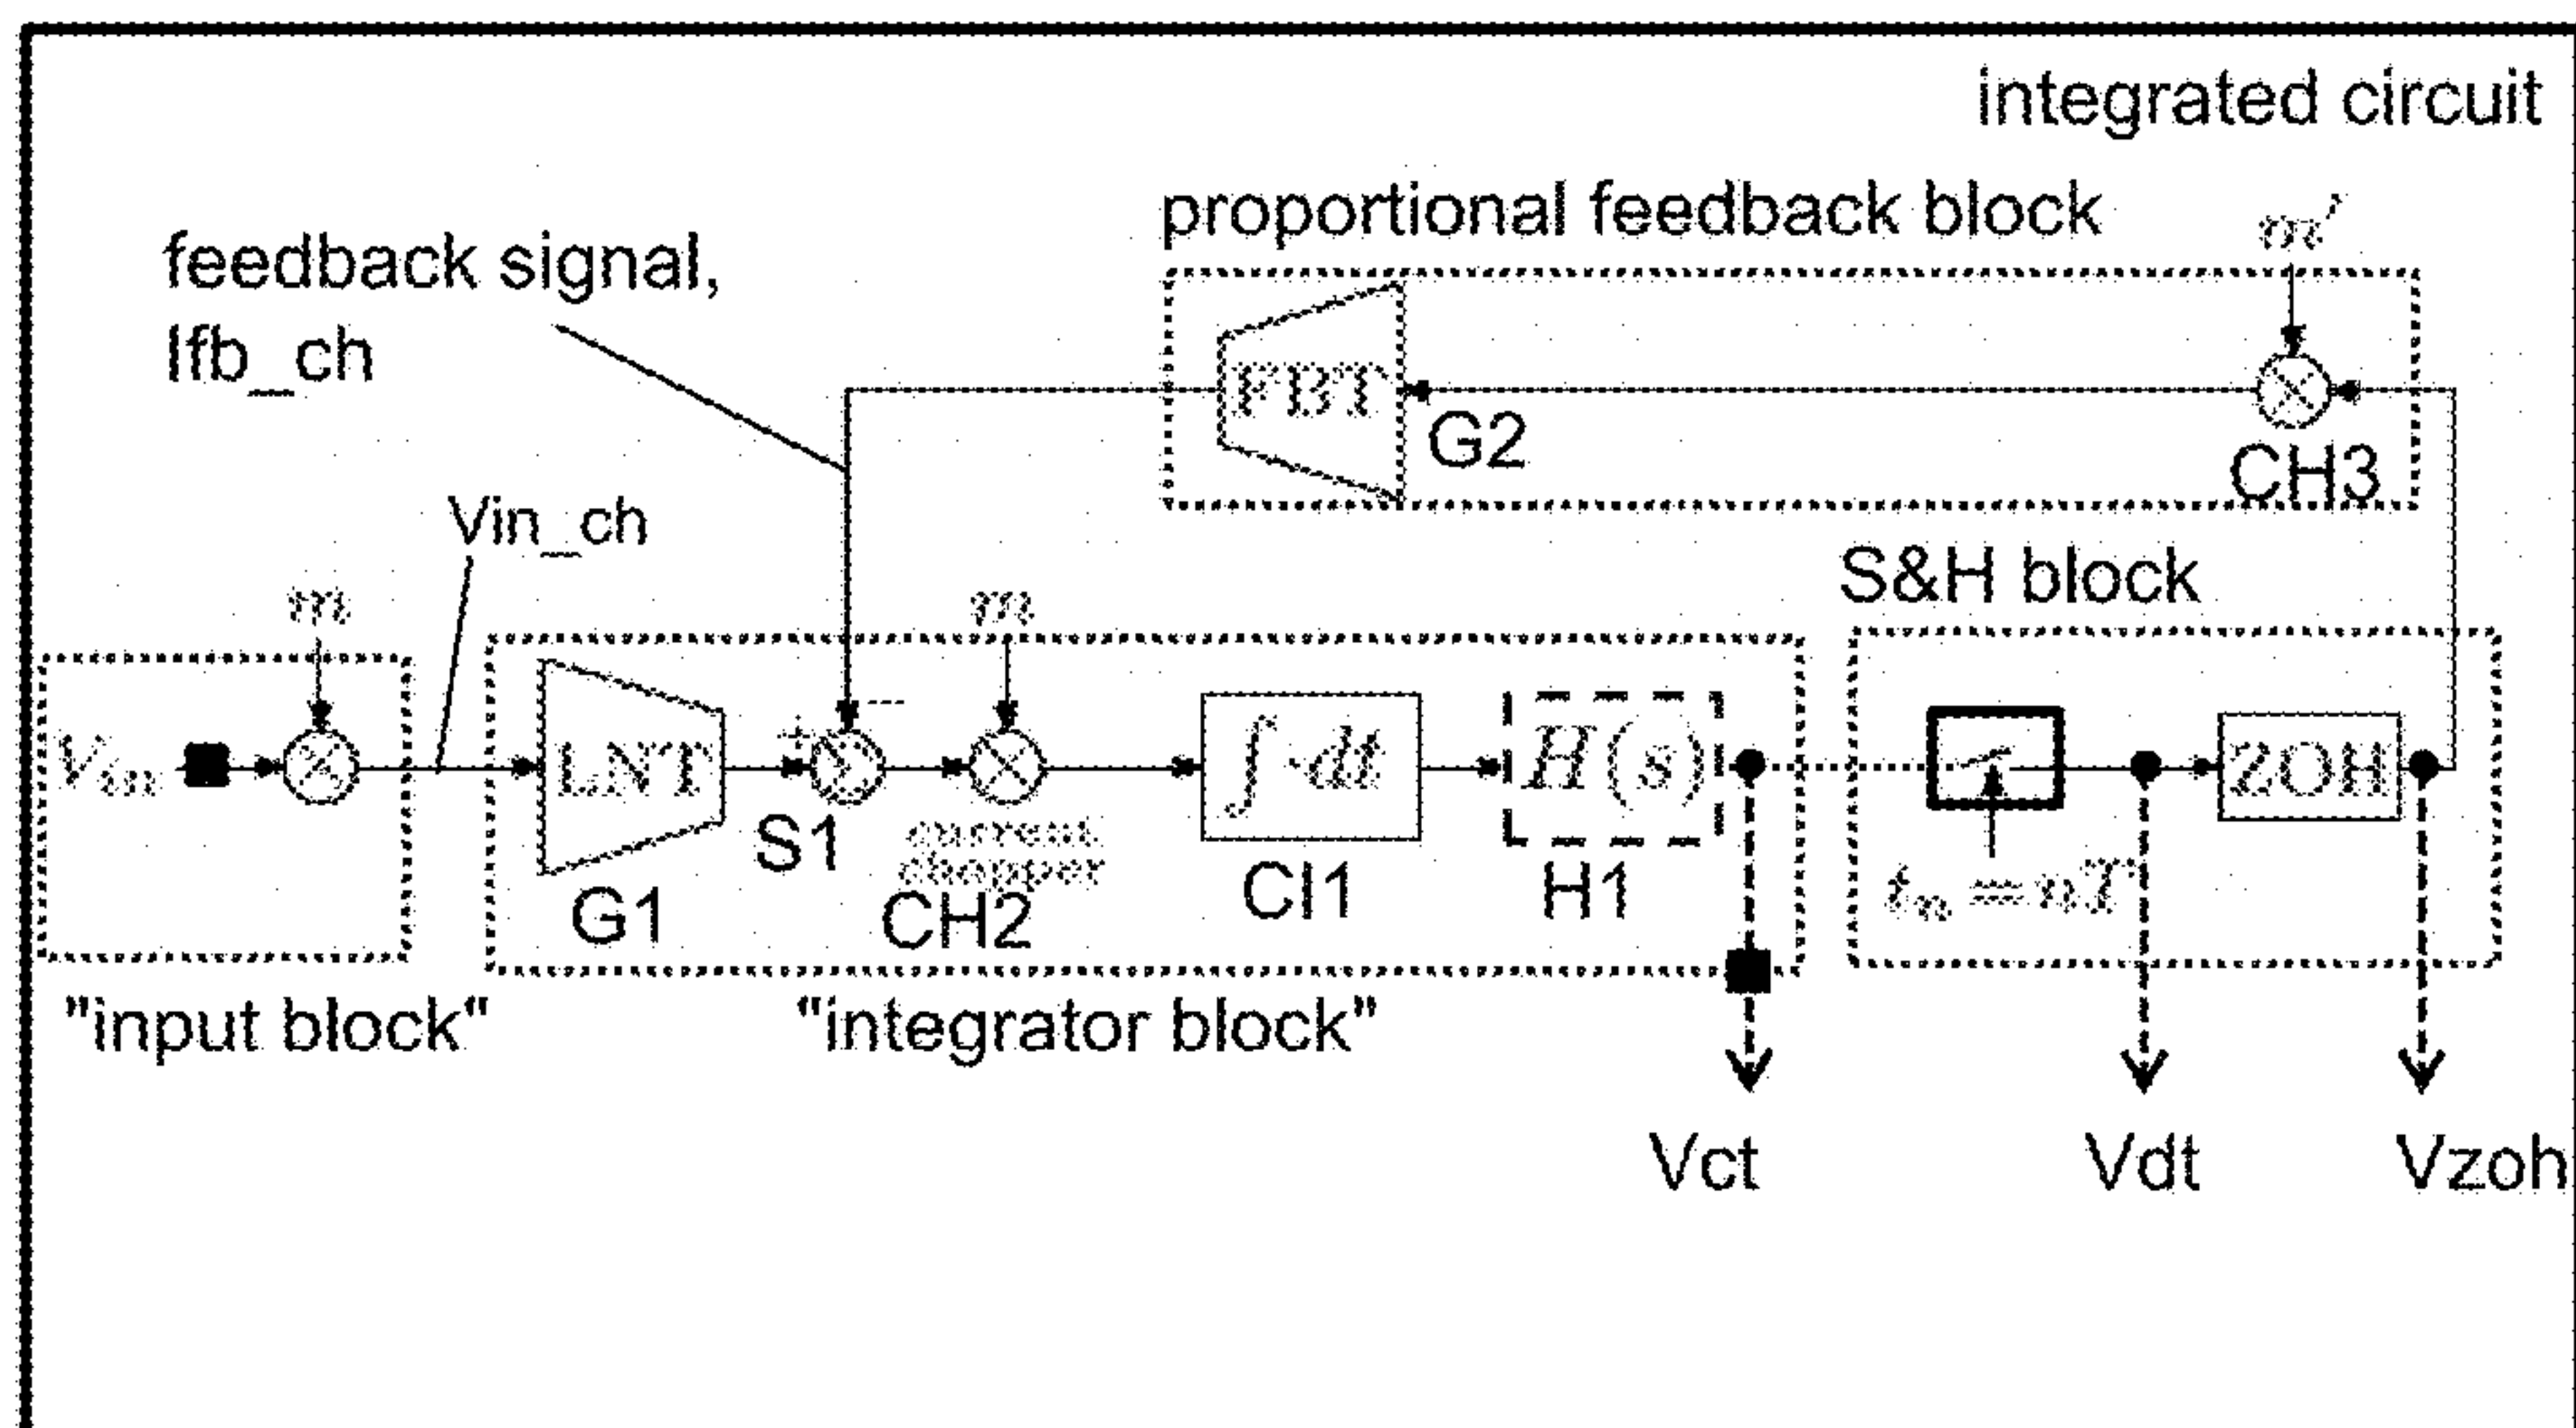 integrated circuit
proportional feedback block
m'
feedback signal,
Ifb_ch
FBT
G2
CH3
Vin_ch
S&H block
m
m
Vin
LNT
+
−
Σ
∫·dt
H(s)
ZOH
S1
current
chopper
tn = nT
G1
CH2
CI1
H1
"input block"
"integrator block"
Vct
Vdt
Vzoh